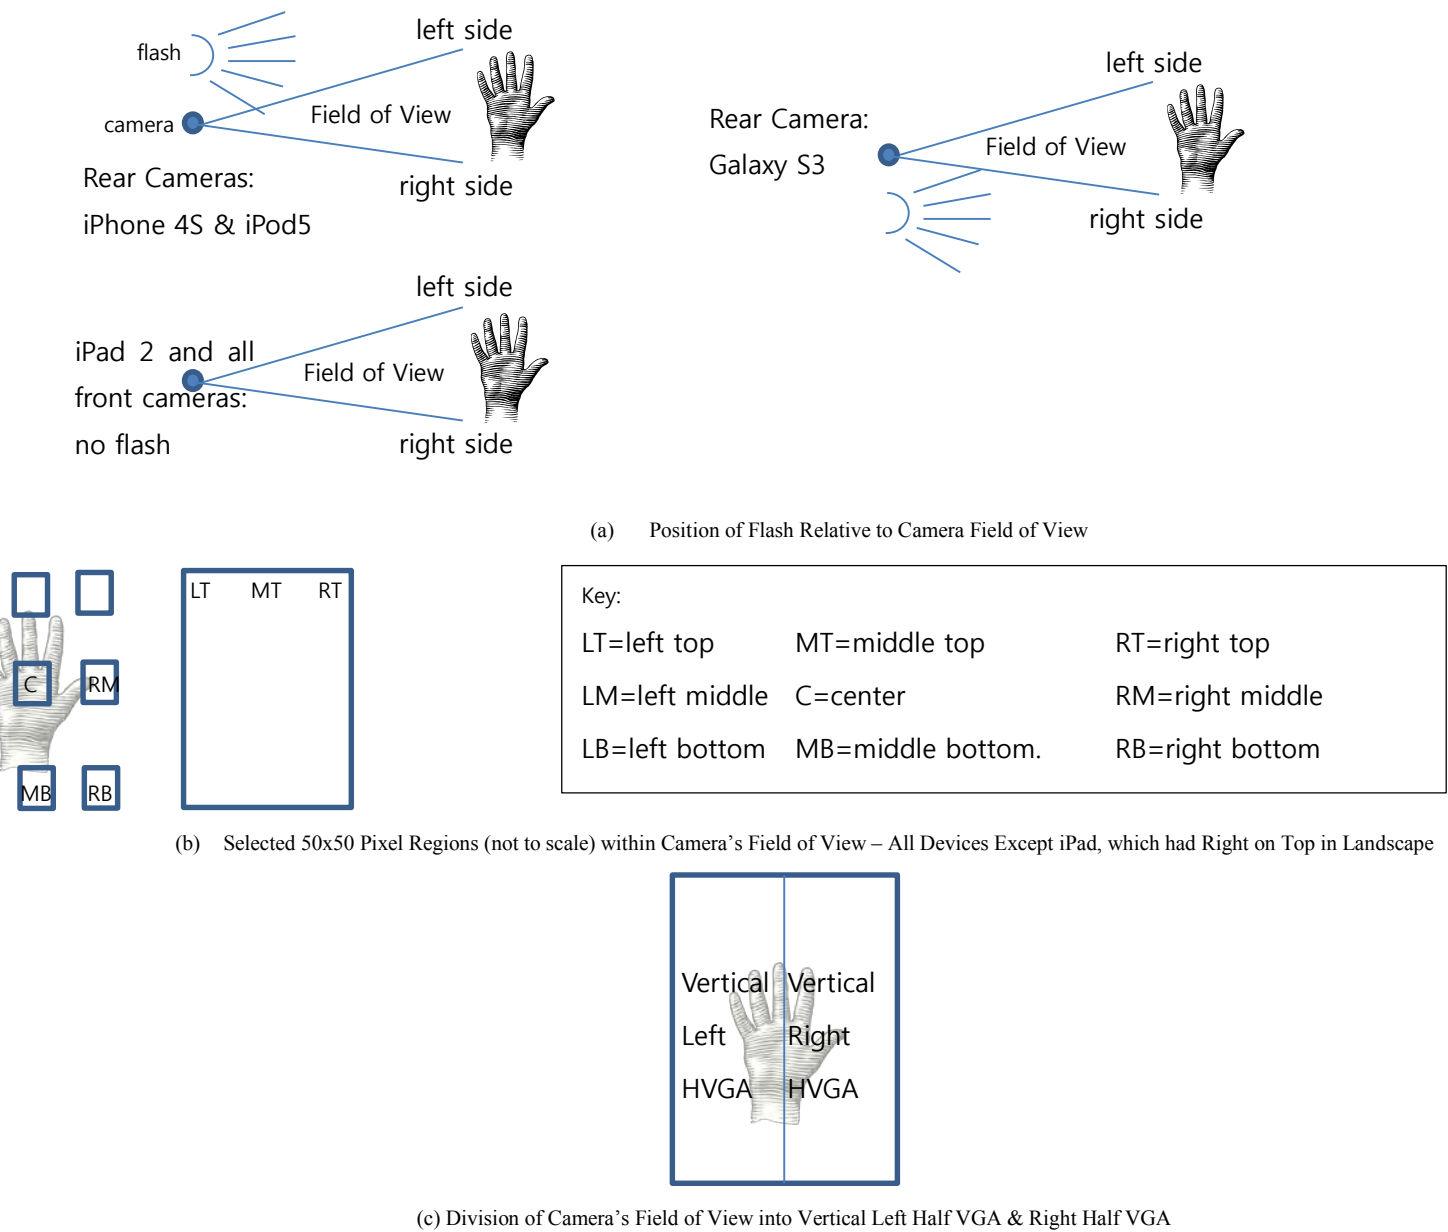 left side
flash
camera
Field of View
Rear Cameras:
right side
iPhone 4S & iPod5
left side
Rear Camera:
Galaxy S3
Field of View
right side
left side
iPad 2 and all
Field of View
front cameras:
no flash
right side
(a) Position of Flash Relative to Camera Field of View
C
RM
MB
RB
LT MT RT
Key:
LT=left top MT=middle top RT=right top
LM=left middle C=center RM=right middle
LB=left bottom MB=middle bottom. RB=right bottom
(b) Selected 50x50 Pixel Regions (not to scale) within Camera’s Field of View – All Devices Except iPad, which had Right on Top in Landscape
Vertical Vertical
Left Right
HVGA HVGA
(c) Division of Camera’s Field of View into Vertical Left Half VGA & Right Half VGA